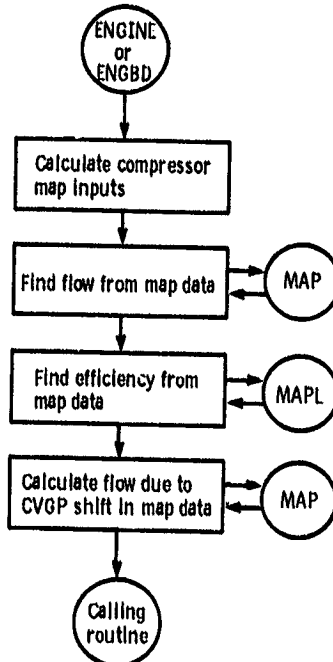 ENGINE
or
ENGBD
Calculate compressor
map inputs
Find flow from map data
MAP
Find efficiency from
map data
MAPL
Calculate flow due to
CVGP shift in map data
MAP
Calling
routine